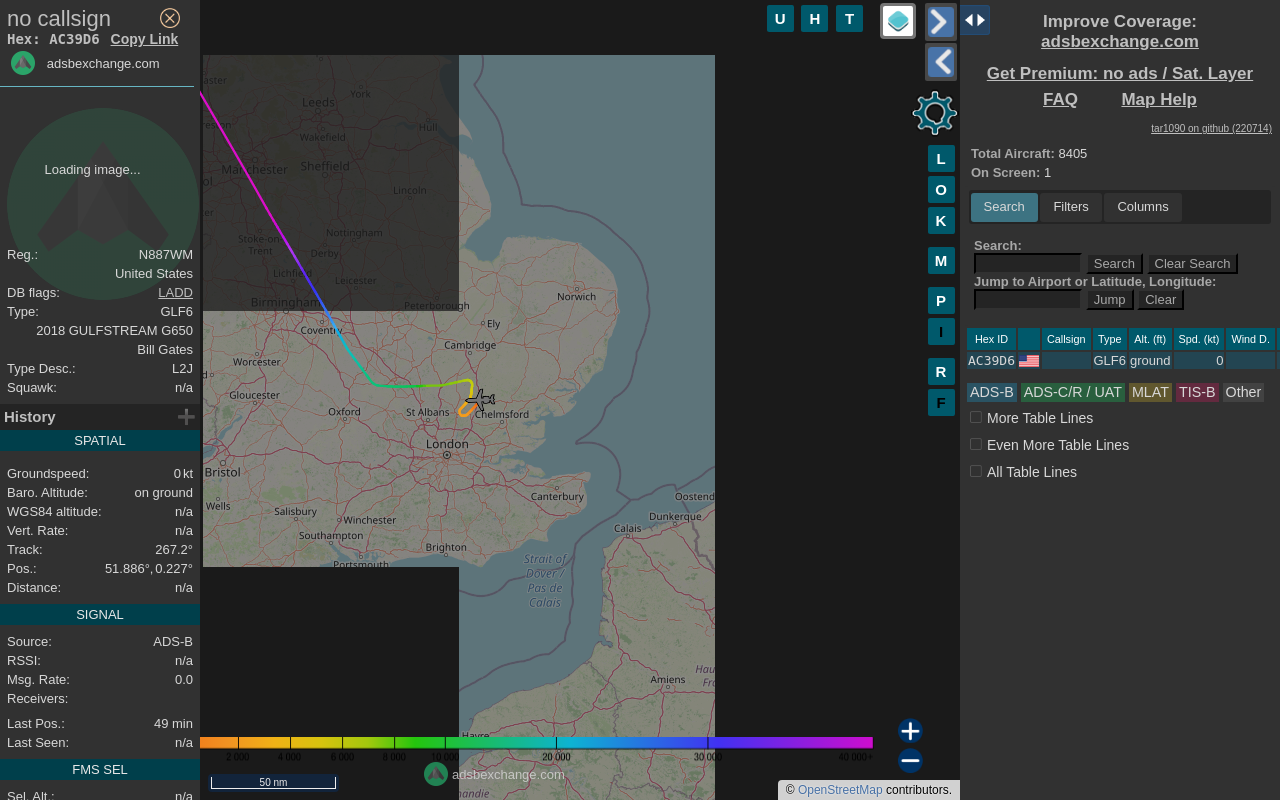 no callsign
Hex: AC39D6 Copy Link
adsbexchange.com
Loading image...
Reg.: N887WM
United States
DB flags: LADD
Type: GLF6
2018 GULFSTREAM G650
Bill Gates
Type Desc.: L2J
Squawk: n/a
History
SPATIAL
Groundspeed: 0 kt
Baro. Altitude: on ground
WGS84 altitude: n/a
Vert. Rate: n/a
Track: 267.2°
Pos.: 51.886°, 0.227°
Distance: n/a
SIGNAL
Source: ADS-B
RSSI: n/a
Msg. Rate: 0.0
Receivers:
Last Pos.: 49 min
Last Seen: n/a
FMS SEL
Sel. Alt.: n/a
U H T
L
O
K
M
P
I
R
F
York
Leeds
Hull
Wakefield
Manchester
Sheffield
Lincoln
Stoke-on-
Trent
Nottingham
Derby
Lichfield
Leicester
Norwich
Birmingham
Peterborough
Coventry
Ely
Cambridge
Worcester
Gloucester
Oxford
St Albans
Chelmsford
London
Bristol
Canterbury
Oostend
Wells
Salisbury
Winchester
Dunkerque
Calais
Southampton
Brighton
Portsmouth
Strait of
Dover /
Pas de
Calais
Amiens
Havre
2 000 4 000 6 000 8 000 10 000 20 000 30 000 40 000+
50 nm
adsbexchange.com
© OpenStreetMap contributors.
Improve Coverage:
adsbexchange.com
Get Premium: no ads / Sat. Layer
FAQ Map Help
tar1090 on github (220714)
Total Aircraft: 8405
On Screen: 1
Search Filters Columns
Search:
Search Clear Search
Jump to Airport or Latitude, Longitude:
Jump Clear
Hex ID Callsign Type Alt. (ft) Spd. (kt) Wind D.
AC39D6 GLF6 ground 0
ADS-B ADS-C/R / UAT MLAT TIS-B Other
More Table Lines
Even More Table Lines
All Table Lines